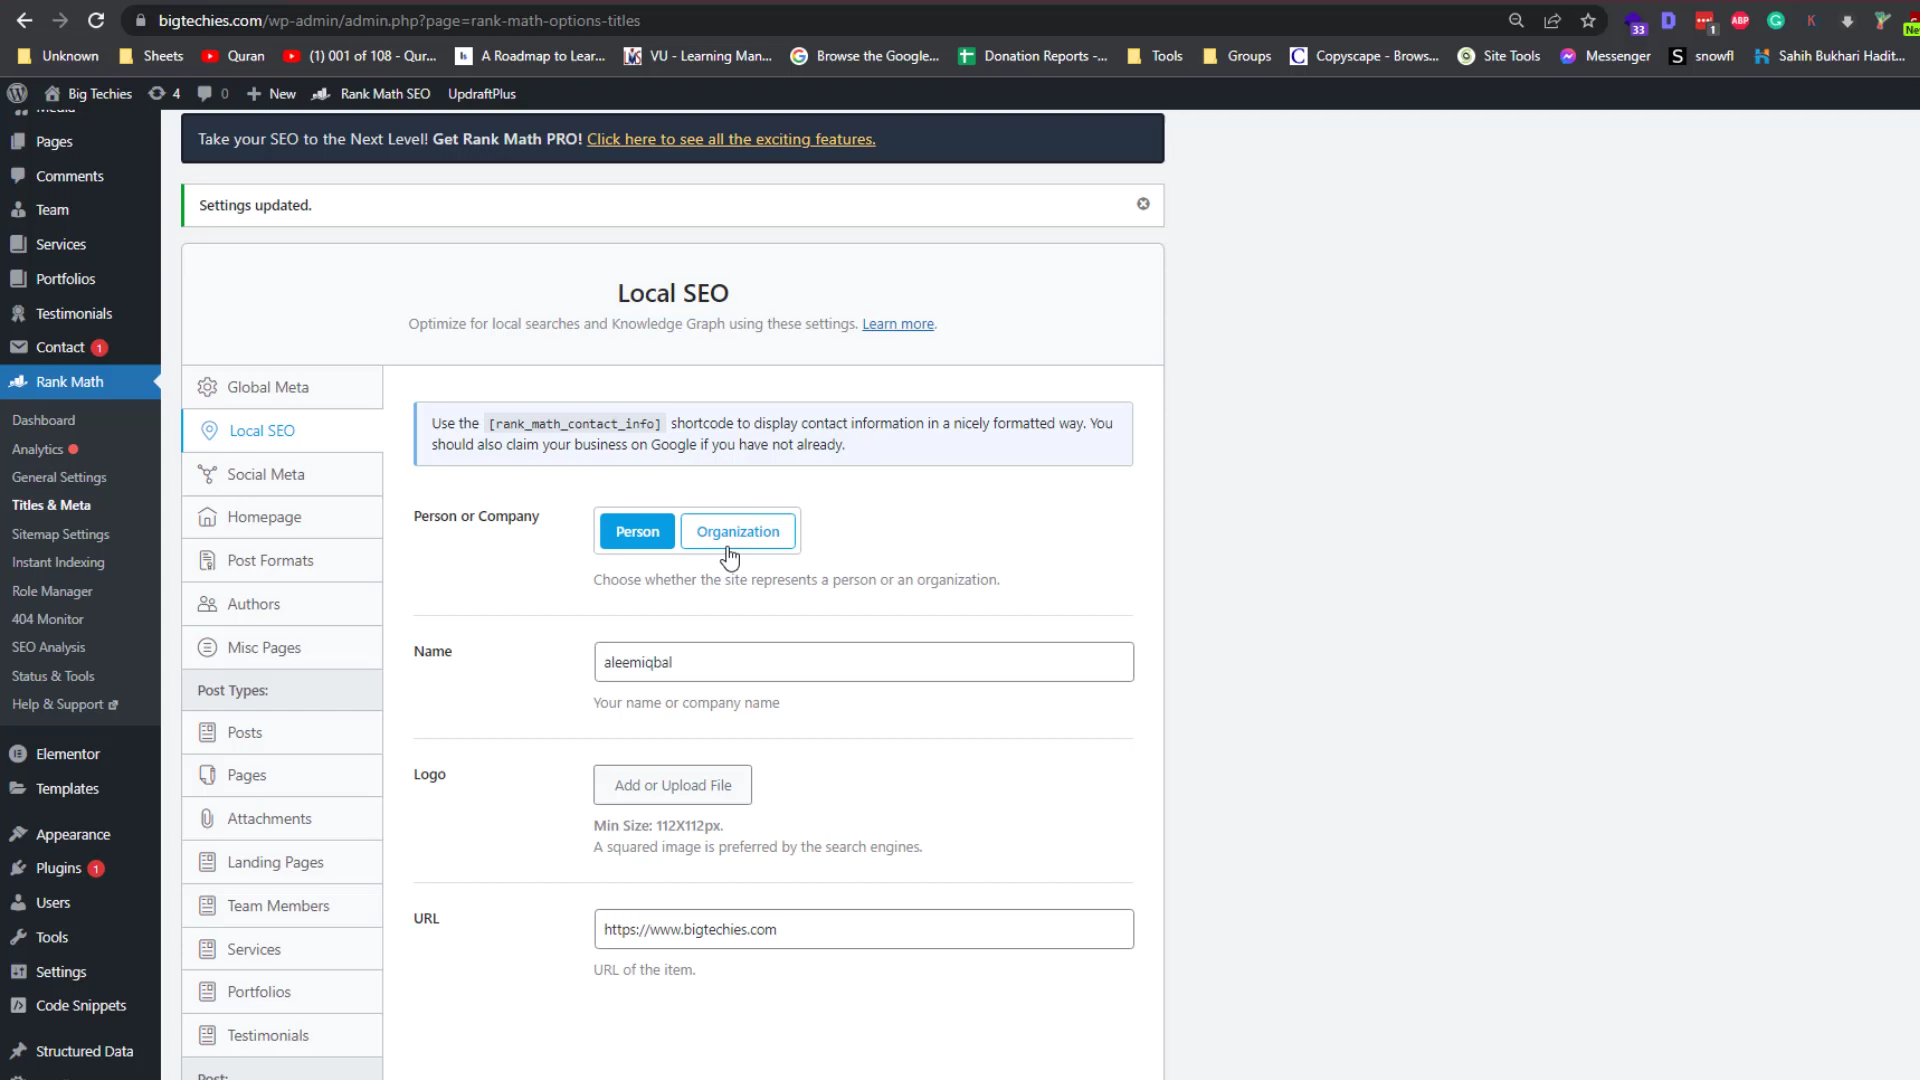 bigtechies.com/wp-admin/admin.php?page=rank-math-options-titles
33
1
ABP
Unknown
Sheets
Quran
(1) 001 of 108 - Qur...
A Roadmap to Lear...
VU - Learning Man...
Browse the Google...
Donation Reports -...
Tools
Groups
Copyscape - Brows...
Site Tools
Messenger
snowfl
Sahih Bukhari Hadit...
Big Techies
4
0
New
Rank Math SEO
UpdraftPlus
Media
Pages
Comments
Team
Services
Portfolios
Testimonials
Contact 1
Rank Math
Dashboard
Analytics
General Settings
Titles & Meta
Sitemap Settings
Instant Indexing
Role Manager
404 Monitor
SEO Analysis
Status & Tools
Help & Support
Elementor
Templates
Appearance
Plugins 1
Users
Tools
Settings
Code Snippets
Structured Data
Take your SEO to the Next Level! Get Rank Math PRO! Click here to see all the exciting features.
Settings updated.
Local SEO
Optimize for local searches and Knowledge Graph using these settings. Learn more.
Global Meta
Local SEO
Social Meta
Homepage
Post Formats
Authors
Misc Pages
Post Types:
Posts
Pages
Attachments
Landing Pages
Team Members
Services
Portfolios
Testimonials
Post:
Use the [rank_math_contact_info] shortcode to display contact information in a nicely formatted way. You
should also claim your business on Google if you have not already.
Person or Company
Person
Organization
Choose whether the site represents a person or an organization.
Name
aleemiqbal
Your name or company name
Logo
Add or Upload File
Min Size: 112X112px.
A squared image is preferred by the search engines.
URL
https://www.bigtechies.com
URL of the item.